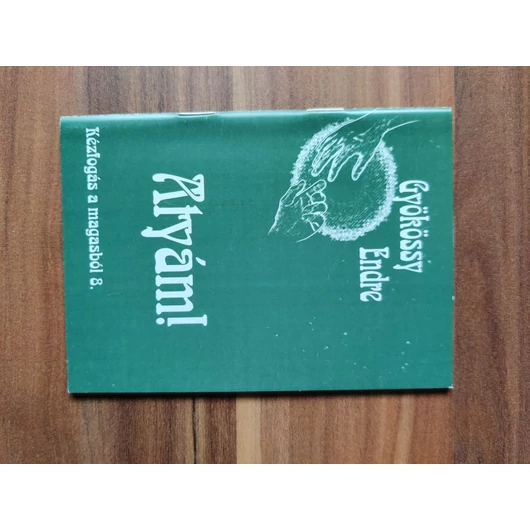 Gyökössy
Endre
Atyám!
Kézfogás a magasból 8.